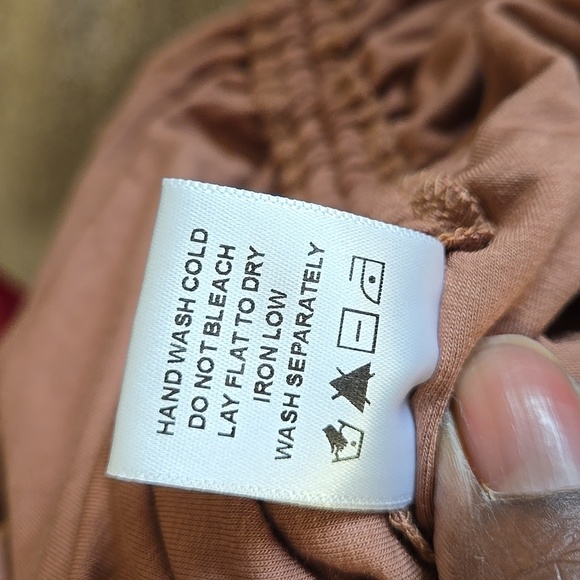 HAND WASH COLD
DO NOT BLEACH
LAY FLAT TO DRY
IRON LOW
WASH SEPARATELY